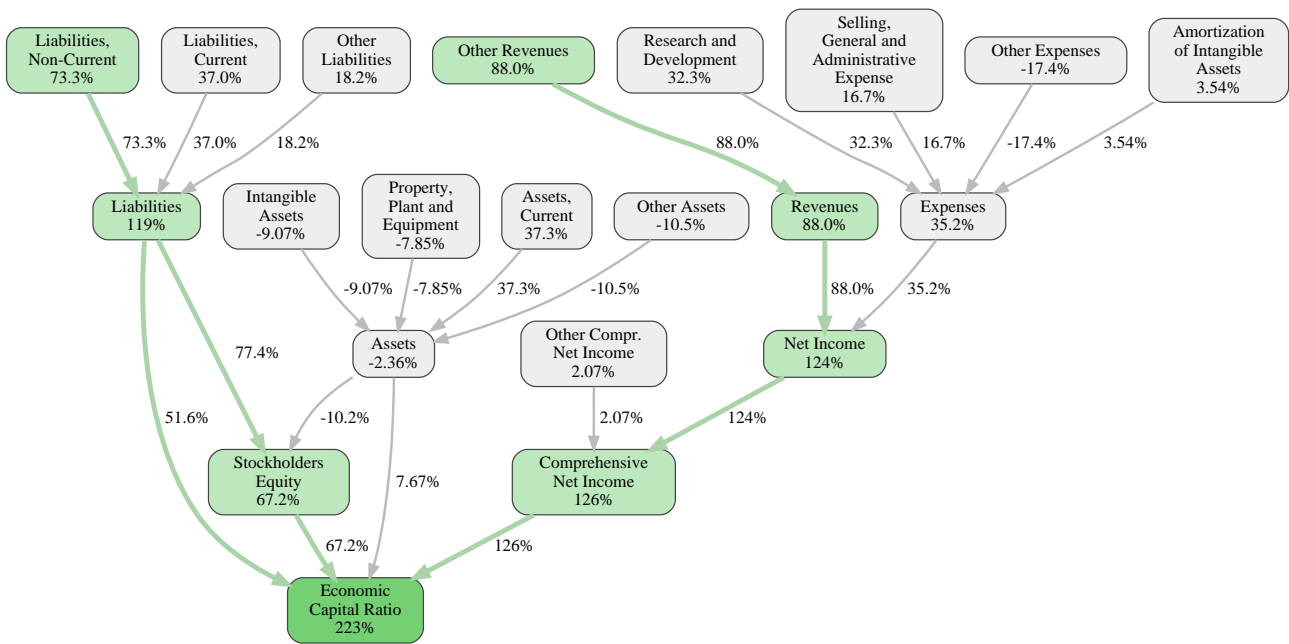 Liabilities,
Non-Current
73.3%
Liabilities,
Current
37.0%
Other
Liabilities
18.2%
Other Revenues
88.0%
Research and
Development
32.3%
Selling,
General and
Administrative
Expense
16.7%
Other Expenses
-17.4%
Amortization
of Intangible
Assets
3.54%
73.3%
37.0%
18.2%
88.0%
32.3%
16.7%
-17.4%
3.54%
Liabilities
119%
Intangible
Assets
-9.07%
Property,
Plant and
Equipment
-7.85%
Assets,
Current
37.3%
Other Assets
-10.5%
Revenues
88.0%
Expenses
35.2%
-9.07%
-7.85%
37.3%
-10.5%
88.0%
35.2%
77.4%
Assets
-2.36%
Other Compr.
Net Income
2.07%
Net Income
124%
51.6%
-10.2%
2.07%
124%
Stockholders
Equity
67.2%
7.67%
Comprehensive
Net Income
126%
67.2%
126%
Economic
Capital Ratio
223%